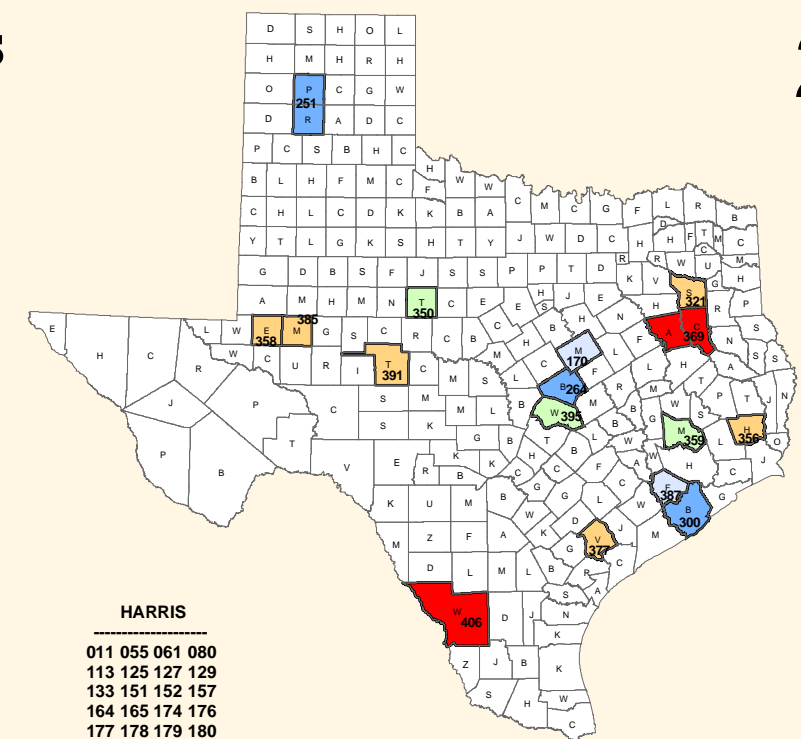 D S H O L
H M H R H
O P C G W
251
D R A D C
P C S B H C
H
B L H F M C F W W
C H L C D K K B A C M C G F L R B
D
Y T L G K S H T Y J W D C H H F T M C
C
G D B S F J S S P P T D R R W U M
K V G H
A M H M N T C E E S J E H S R P
385 350 321
E L W E M G S C R C B C H B H A C N S
358 369
H C R W C U R I T C M S L C M F L F L H A S S
391 170
J P C S M B B 264 M R M T P T J N
W 395
P B T S K M L B G W S M L H O
359 356
V E R K B G B T B L B W
K C C C F A W H C J
K U M B G G L C F G
387
M Z F A W K D W B
300
D L M L G V J M
377
B R C
S A
W D J N
406
K
Z J B K
S H W
C
HARRIS
--------------------
011 055 061 080
113 125 127 129
133 151 152 157
164 165 174 176
177 178 179 180